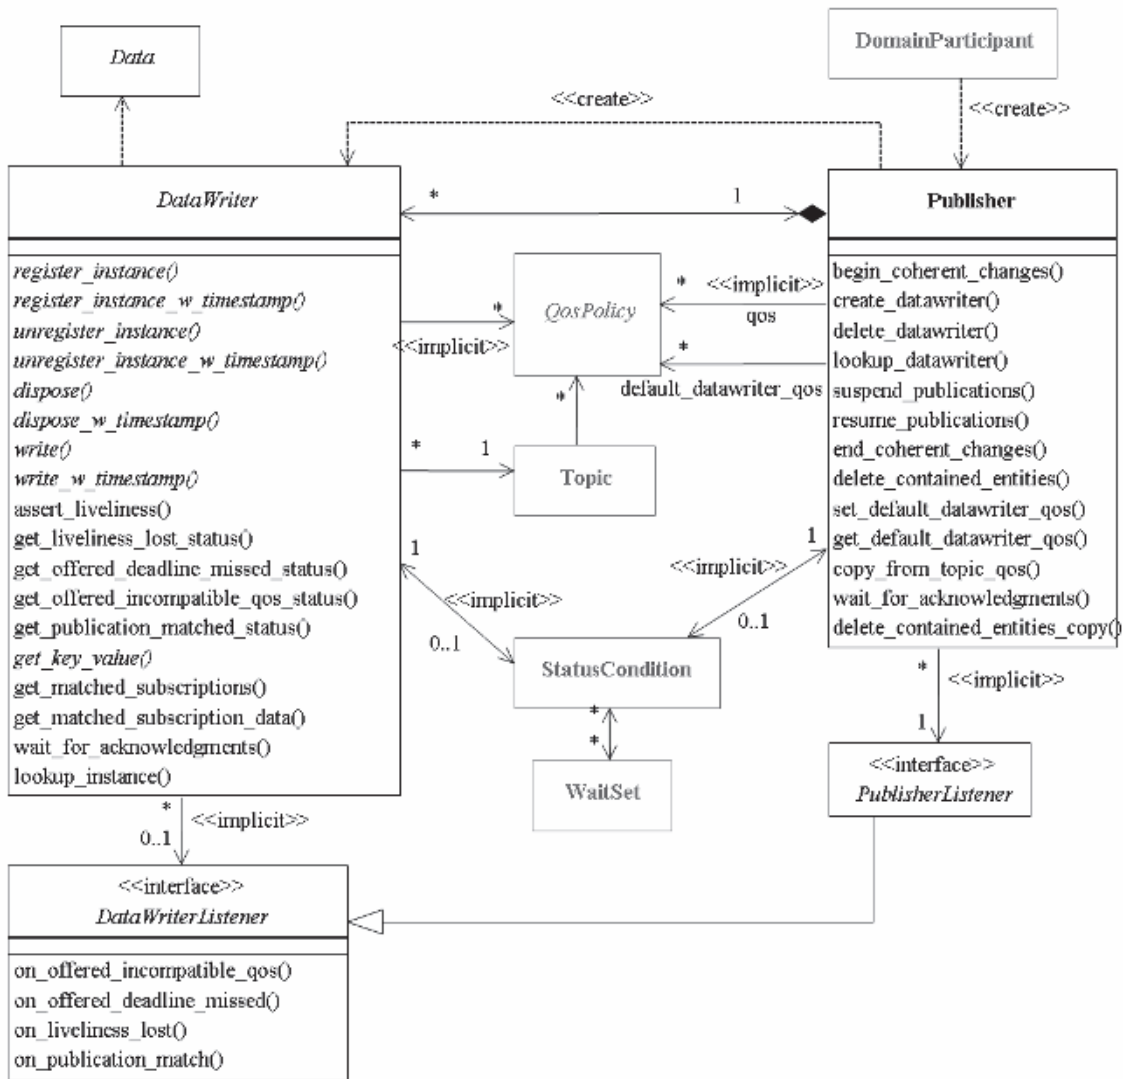 Data
DomainParticipant
<<create>>
<<create>>
DataWriter
*
1
Publisher
register_instance()
register_instance_w_timestamp()
unregister_instance()
unregister_instance_w_timestamp()
dispose()
dispose_w_timestamp()
write()
write_w_timestamp()
assert_liveliness()
get_liveliness_lost_status()
get_offered_deadline_missed_status()
get_offered_incompatible_qos_status()
get_publication_matched_status()
get_key_value()
get_matched_subscriptions()
get_matched_subscription_data()
wait_for_acknowledgments()
lookup_instance()
*
<<implicit>>
QosPolicy
*
<<implicit>>
qos
*
default_datawriter_qos
*
*
1
Topic
begin_coherent_changes()
create_datawriter()
delete_datawriter()
lookup_datawriter()
suspend_publications()
resume_publications()
end_coherent_changes()
delete_contained_entities()
set_default_datawriter_qos()
get_default_datawriter_qos()
copy_from_topic_qos()
wait_for_acknowledgments()
delete_contained_entities_copy()
1
<<implicit>>
0..1
1
<<implicit>>
0..1
StatusCondition
*
*
WaitSet
*
<<implicit>>
1
<<interface>>
PublisherListener
*
<<implicit>>
0..1
<<interface>>
DataWriterListener
on_offered_incompatible_qos()
on_offered_deadline_missed()
on_liveliness_lost()
on_publication_match()